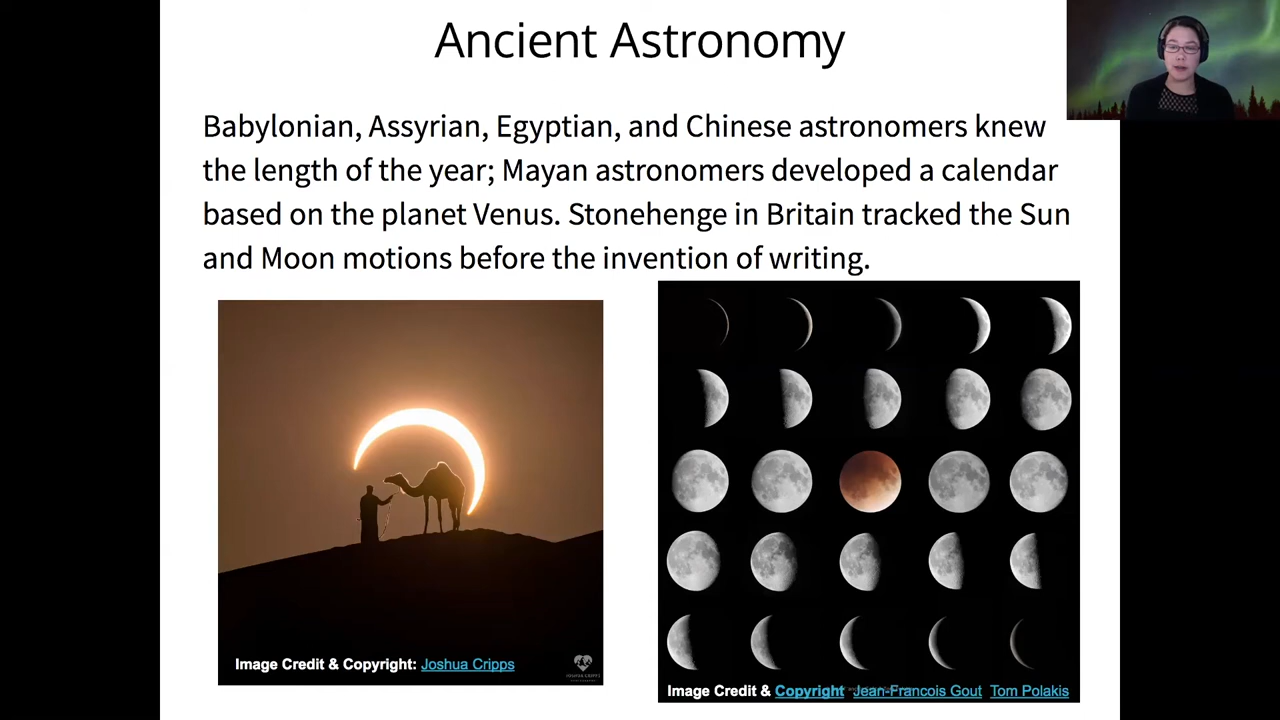 Ancient Astronomy
Babylonian, Assyrian, Egyptian, and Chinese astronomers knew
the length of the year; Mayan astronomers developed a calendar
based on the planet Venus. Stonehenge in Britain tracked the Sun
and Moon motions before the invention of writing.
Image Credit & Copyright: Joshua Cripps
JOSHUA CRIPPS
Image Credit & Copyright Jean-Francois Gout Tom Polakis